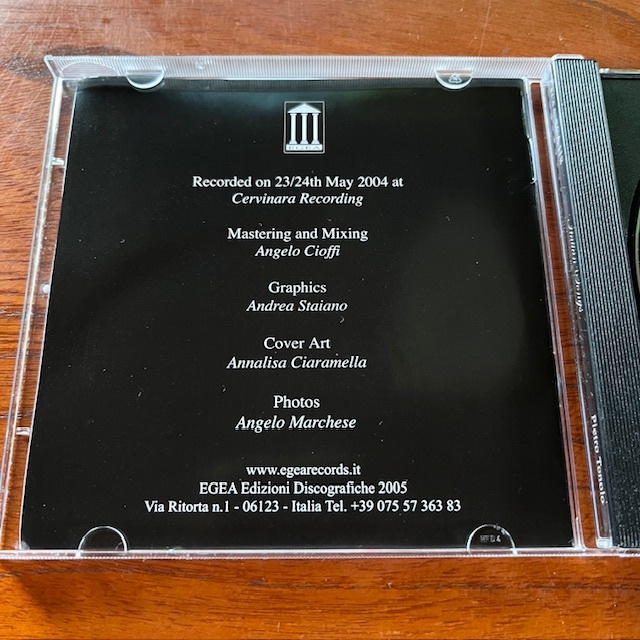 EGEA
Recorded on 23/24th May 2004 at
Cervinara Recording
Mastering and Mixing
Angelo Cioffi
Graphics
Andrea Staiano
Cover Art
Annalisa Ciaramella
Photos
Angelo Marchese
www.egearecords.it
EGEA Edizioni Discografiche 2005
Via Ritorta n.1 - 06123 - Italia Tel. +39 075 57 363 83
Pietro Tonolo